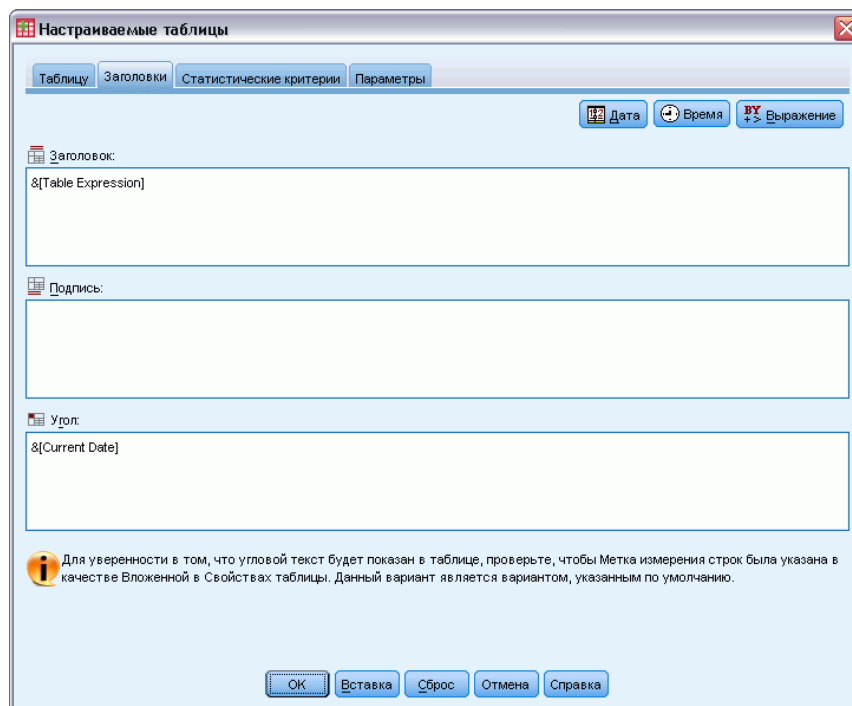 Настраиваемые таблицы
Таблицу Заголовки Статистические критерии Параметры
Дата Время Выражение
Заголовок:
&[Table Expression]
Подпись:
Угол:
&[Current Date]
Для уверенности в том, что угловой текст будет показан в таблице, проверьте, чтобы Метка измерения строк была указана в
качестве Вложенной в Свойствах таблицы. Данный вариант является вариантом, указанным по умолчанию.
OK Вставка Сброс Отмена Справка